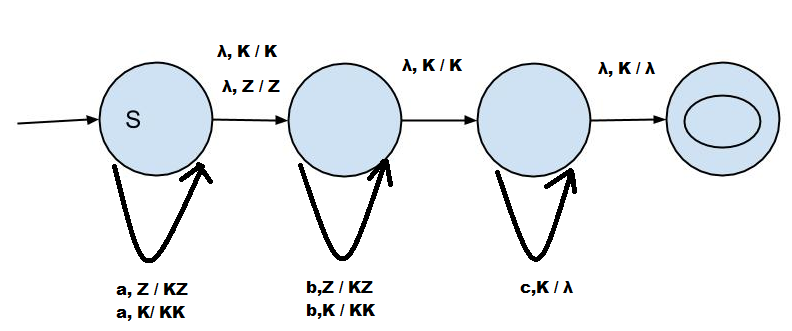 λ, K / K
λ, Z / Z
λ, K / K
λ, K / λ
S
a, Z / KZ
a, K/ KK
b,Z / KZ
b,K / KK
c,K / λ